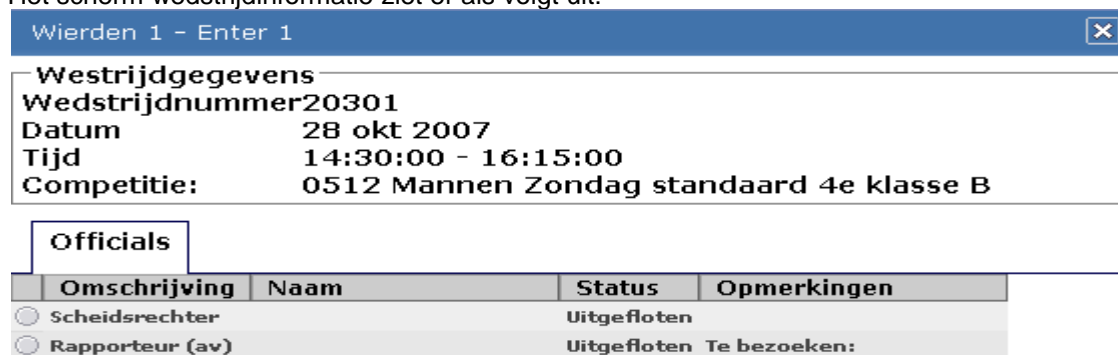 Het scherm wedstrijdinformatie ziet er als volgt uit:
Wierden 1 - Enter 1
Westrijdgegevens
Wedstrijdnummer20301
Datum 28 okt 2007
Tijd 14:30:00 - 16:15:00
Competitie: 0512 Mannen Zondag standaard 4e klasse B
Officials
Omschrijving Naam Status Opmerkingen
Scheidsrechter Uitgefloten
Rapporteur (av) Uitgefloten Te bezoeken: